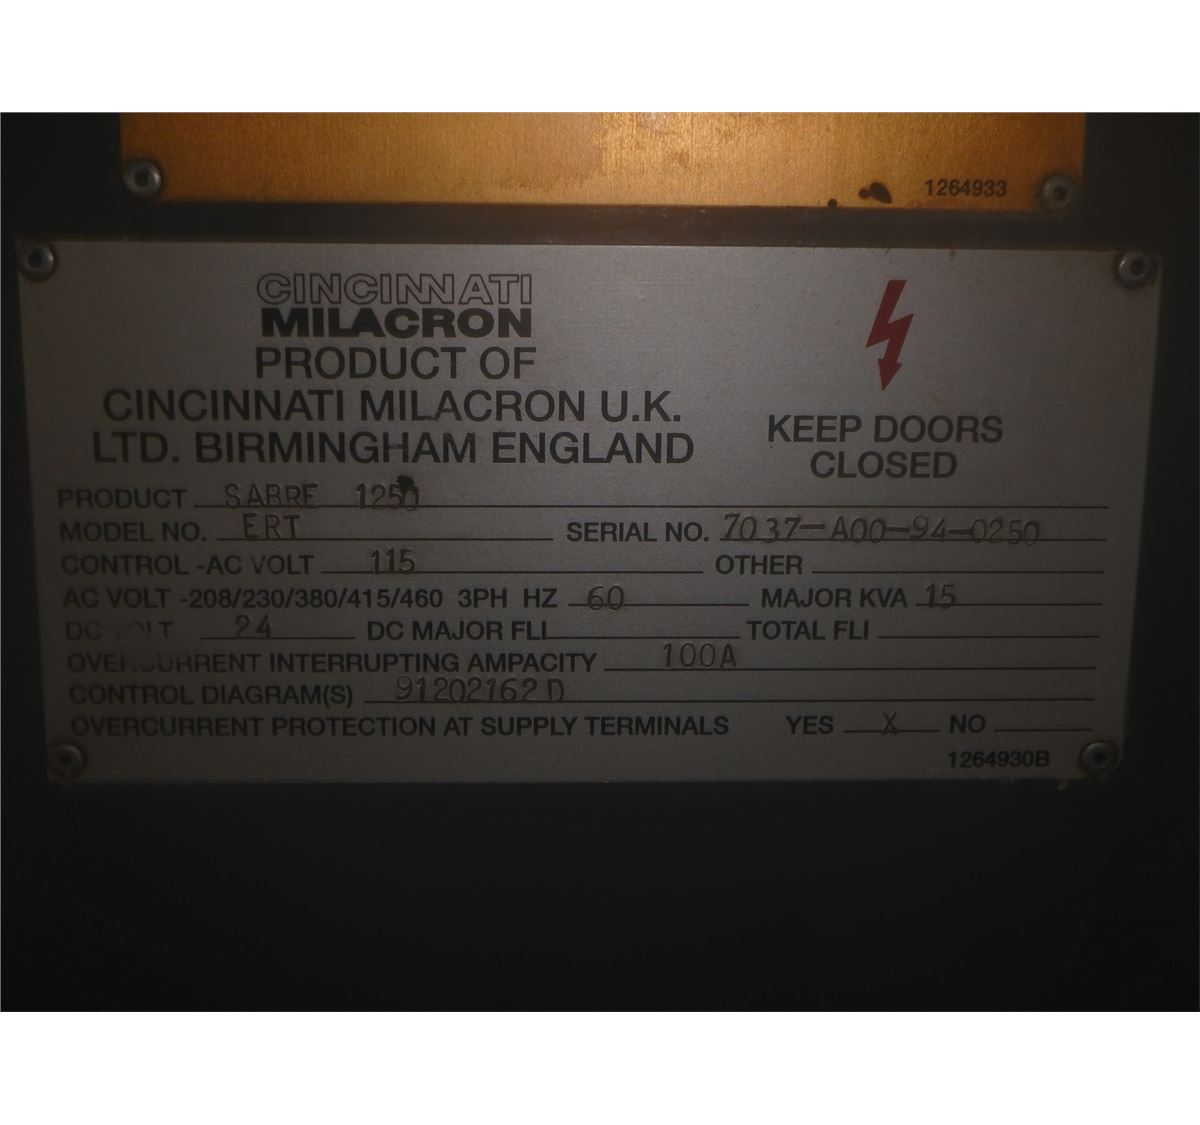 1264933
CINCINNATI
MILACRON
PRODUCT OF
CINCINNATI MILACRON U.K.
LTD. BIRMINGHAM ENGLAND
KEEP DOORS
CLOSED
PRODUCT SABRE 1250
MODEL NO. ERT SERIAL NO. 7037-A00-94-0250
CONTROL -AC VOLT 115 OTHER
AC VOLT -208/230/380/415/460 3PH HZ 60 MAJOR KVA 15
DC VOLT 24 DC MAJOR FLI TOTAL FLI
OVERCURRENT INTERRUPTING AMPACITY 100A
CONTROL DIAGRAM(S) 91202162D
OVERCURRENT PROTECTION AT SUPPLY TERMINALS YES X NO
1264930B